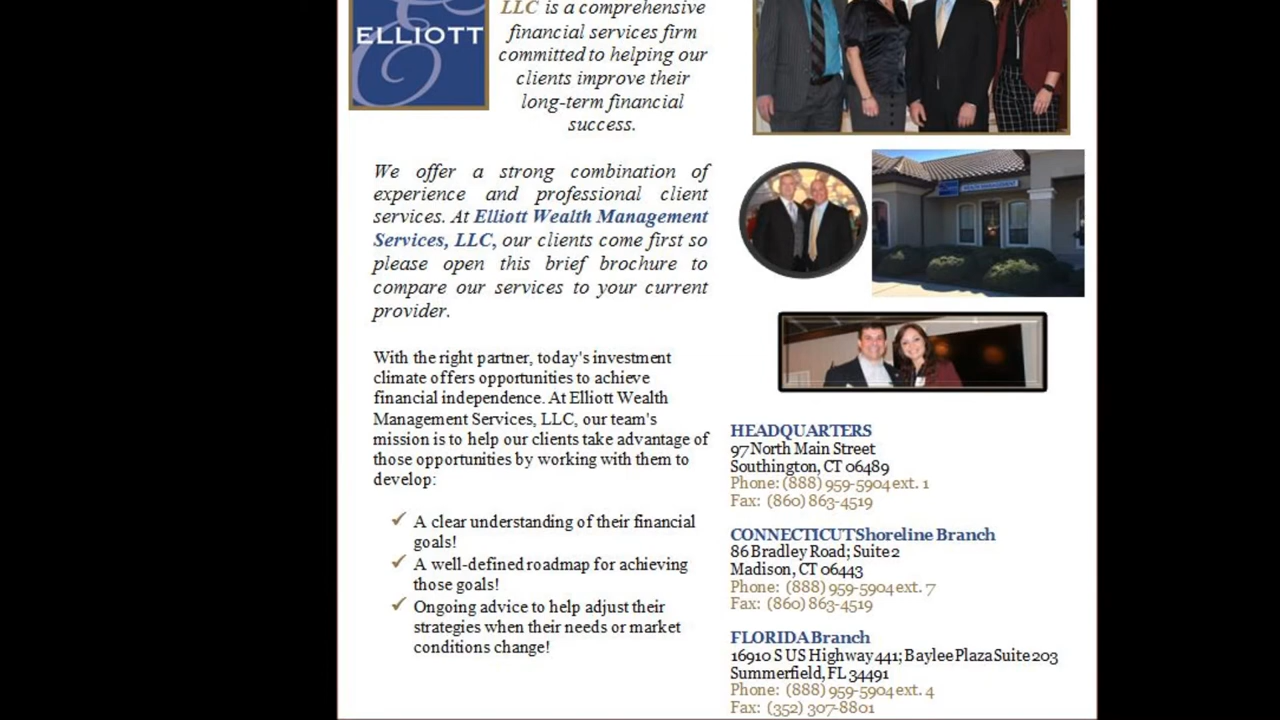 ELLIOTT
LLC is a comprehensive
financial services firm
committed to helping our
clients improve their
long-term financial
success.
We offer a strong combination of
experience and professional client
services. At Elliott Wealth Management
Services, LLC, our clients come first so
please open this brief brochure to
compare our services to your current
provider.
With the right partner, today's investment
climate offers opportunities to achieve
financial independence. At Elliott Wealth
Management Services, LLC, our team's
mission is to help our clients take advantage of
those opportunities by working with them to
develop:
A clear understanding of their financial
goals!
A well-defined roadmap for achieving
those goals!
Ongoing advice to help adjust their
strategies when their needs or market
conditions change!
HEADQUARTERS
97 North Main Street
Southington, CT 06489
Phone: (888) 959-5904 ext. 1
Fax: (860) 863-4519
CONNECTICUT Shoreline Branch
86 Bradley Road; Suite 2
Madison, CT 06443
Phone: (888) 959-5904 ext. 7
Fax: (860) 863-4519
FLORIDA Branch
16910 S US Highway 441; Baylee Plaza Suite 203
Summerfield, FL 34491
Phone: (888) 959-5904 ext. 4
Fax: (352) 307-8801